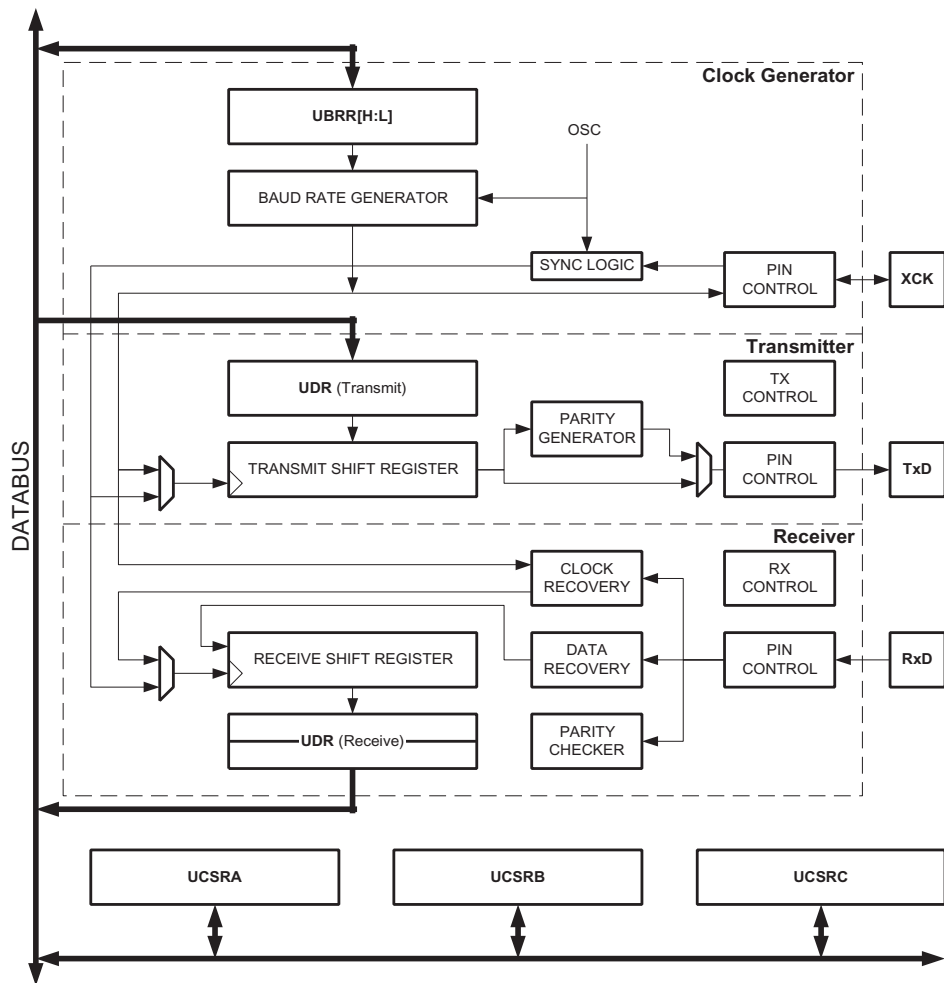 Clock Generator
UBRR[H:L]
OSC
BAUD RATE GENERATOR
SYNC LOGIC
PIN
CONTROL
XCK
Transmitter
UDR (Transmit)
TX
CONTROL
PARITY
GENERATOR
TRANSMIT SHIFT REGISTER
PIN
CONTROL
TxD
DATABUS
Receiver
CLOCK
RECOVERY
RX
CONTROL
RECEIVE SHIFT REGISTER
DATA
RECOVERY
PIN
CONTROL
RxD
UDR (Receive)
PARITY
CHECKER
UCSRA
UCSRB
UCSRC